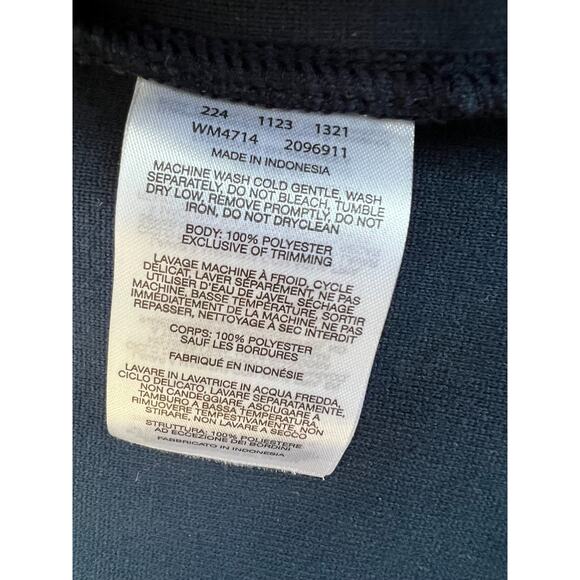 224 1123 1321
WM4714 2096911
MADE IN INDONESIA
MACHINE WASH COLD GENTLE, WASH
SEPARATELY, DO NOT BLEACH, TUMBLE
DRY LOW, REMOVE PROMPTLY, DO NOT
IRON, DO NOT DRYCLEAN
BODY: 100% POLYESTER
EXCLUSIVE OF TRIMMING
LAVAGE MACHINE À FROID, CYCLE
DÉLICAT, LAVER SÉPARÉMENT, NE PAS
UTILISER D'EAU DE JAVEL, SÉCHAGE
MACHINE, BASSE TEMPÉRATURE, SORTIR
IMMÉDIATEMENT DE LA MACHINE, NE PAS
REPASSER, NETTOYAGE À SEC INTERDIT
CORPS: 100% POLYESTER
SAUF LES BORDURES
FABRIQUÉ EN INDONÉSIE
LAVARE IN LAVATRICE IN ACQUA FREDDA,
CICLO DELICATO, LAVARE SEPARATAMENTE,
NON CANDEGGIARE, ASCIUGARE A
TAMBURO A BASSA TEMPERATURA,
RIMUOVERE TEMPESTIVAMENTE, NON
STIRARE, NON LAVARE A SECCO
STRUTTURA: 100% POLIESTERE
AD ECCEZIONE DEI BORDINI
FABBRICATO IN INDONESIA